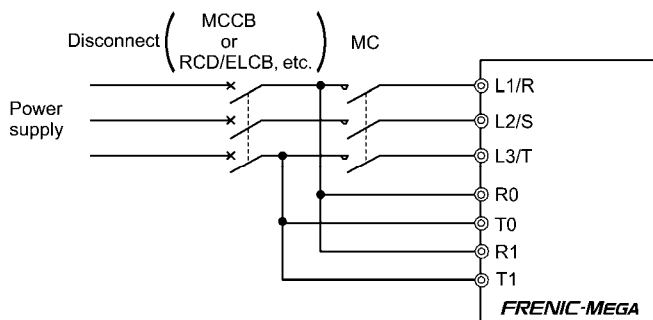 Disconnect
MCCB
or
RCD/ELCB, etc.
MC
Power
supply
L1/R
L2/S
L3/T
R0
T0
R1
T1
FRENIC-MEGA